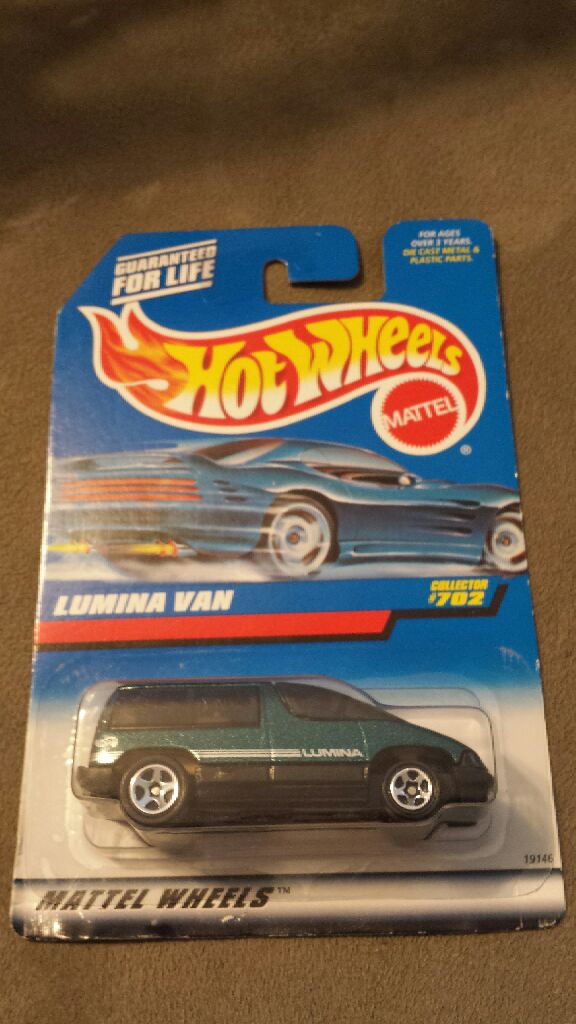 GUARANTEED
FOR LIFE
FOR AGES
OVER 3 YEARS.
DIE CAST METAL &
PLASTIC PARTS.
HOT WHEELS
MATTEL
®
LUMINA VAN
COLLECTOR
#702
LUMINA
19146
MATTEL WHEELS™